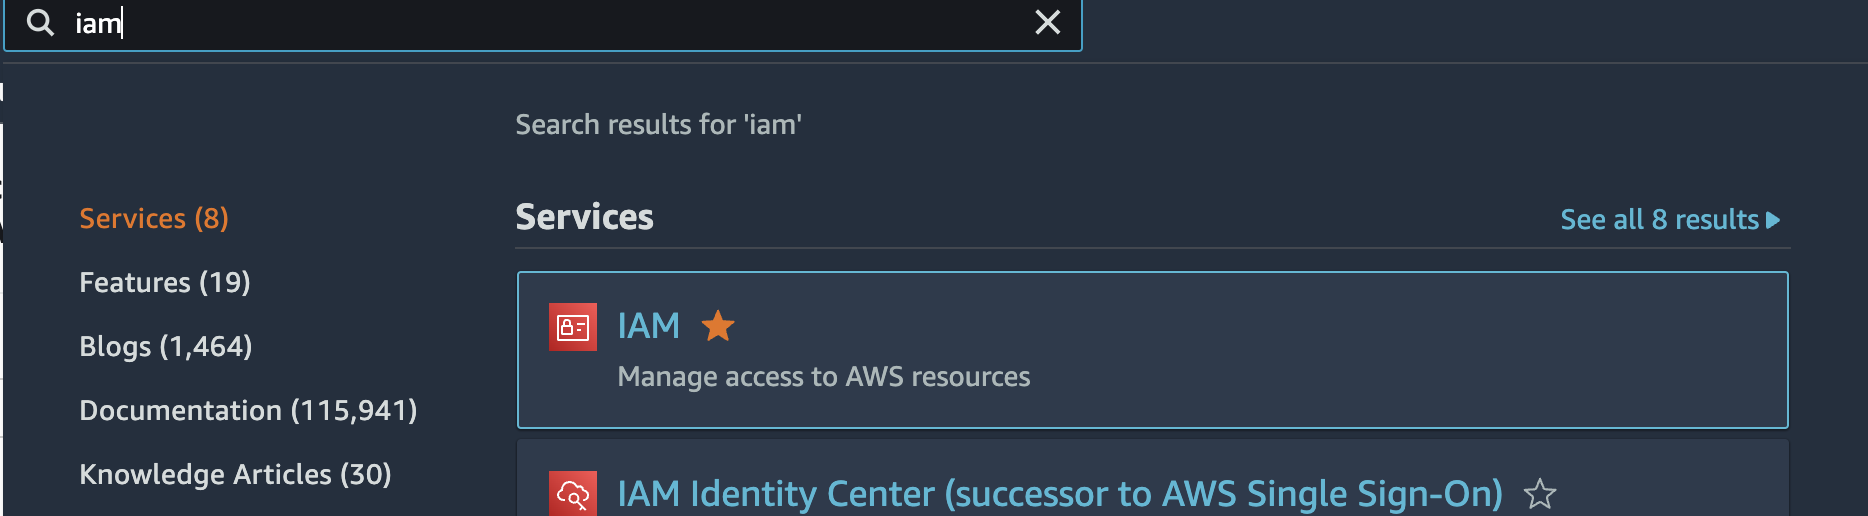 iam
Search results for 'iam'
Services (8)
Features (19)
Blogs (1,464)
Documentation (115,941)
Knowledge Articles (30)
Services
See all 8 results
IAM
Manage access to AWS resources
IAM Identity Center (successor to AWS Single Sign-On)